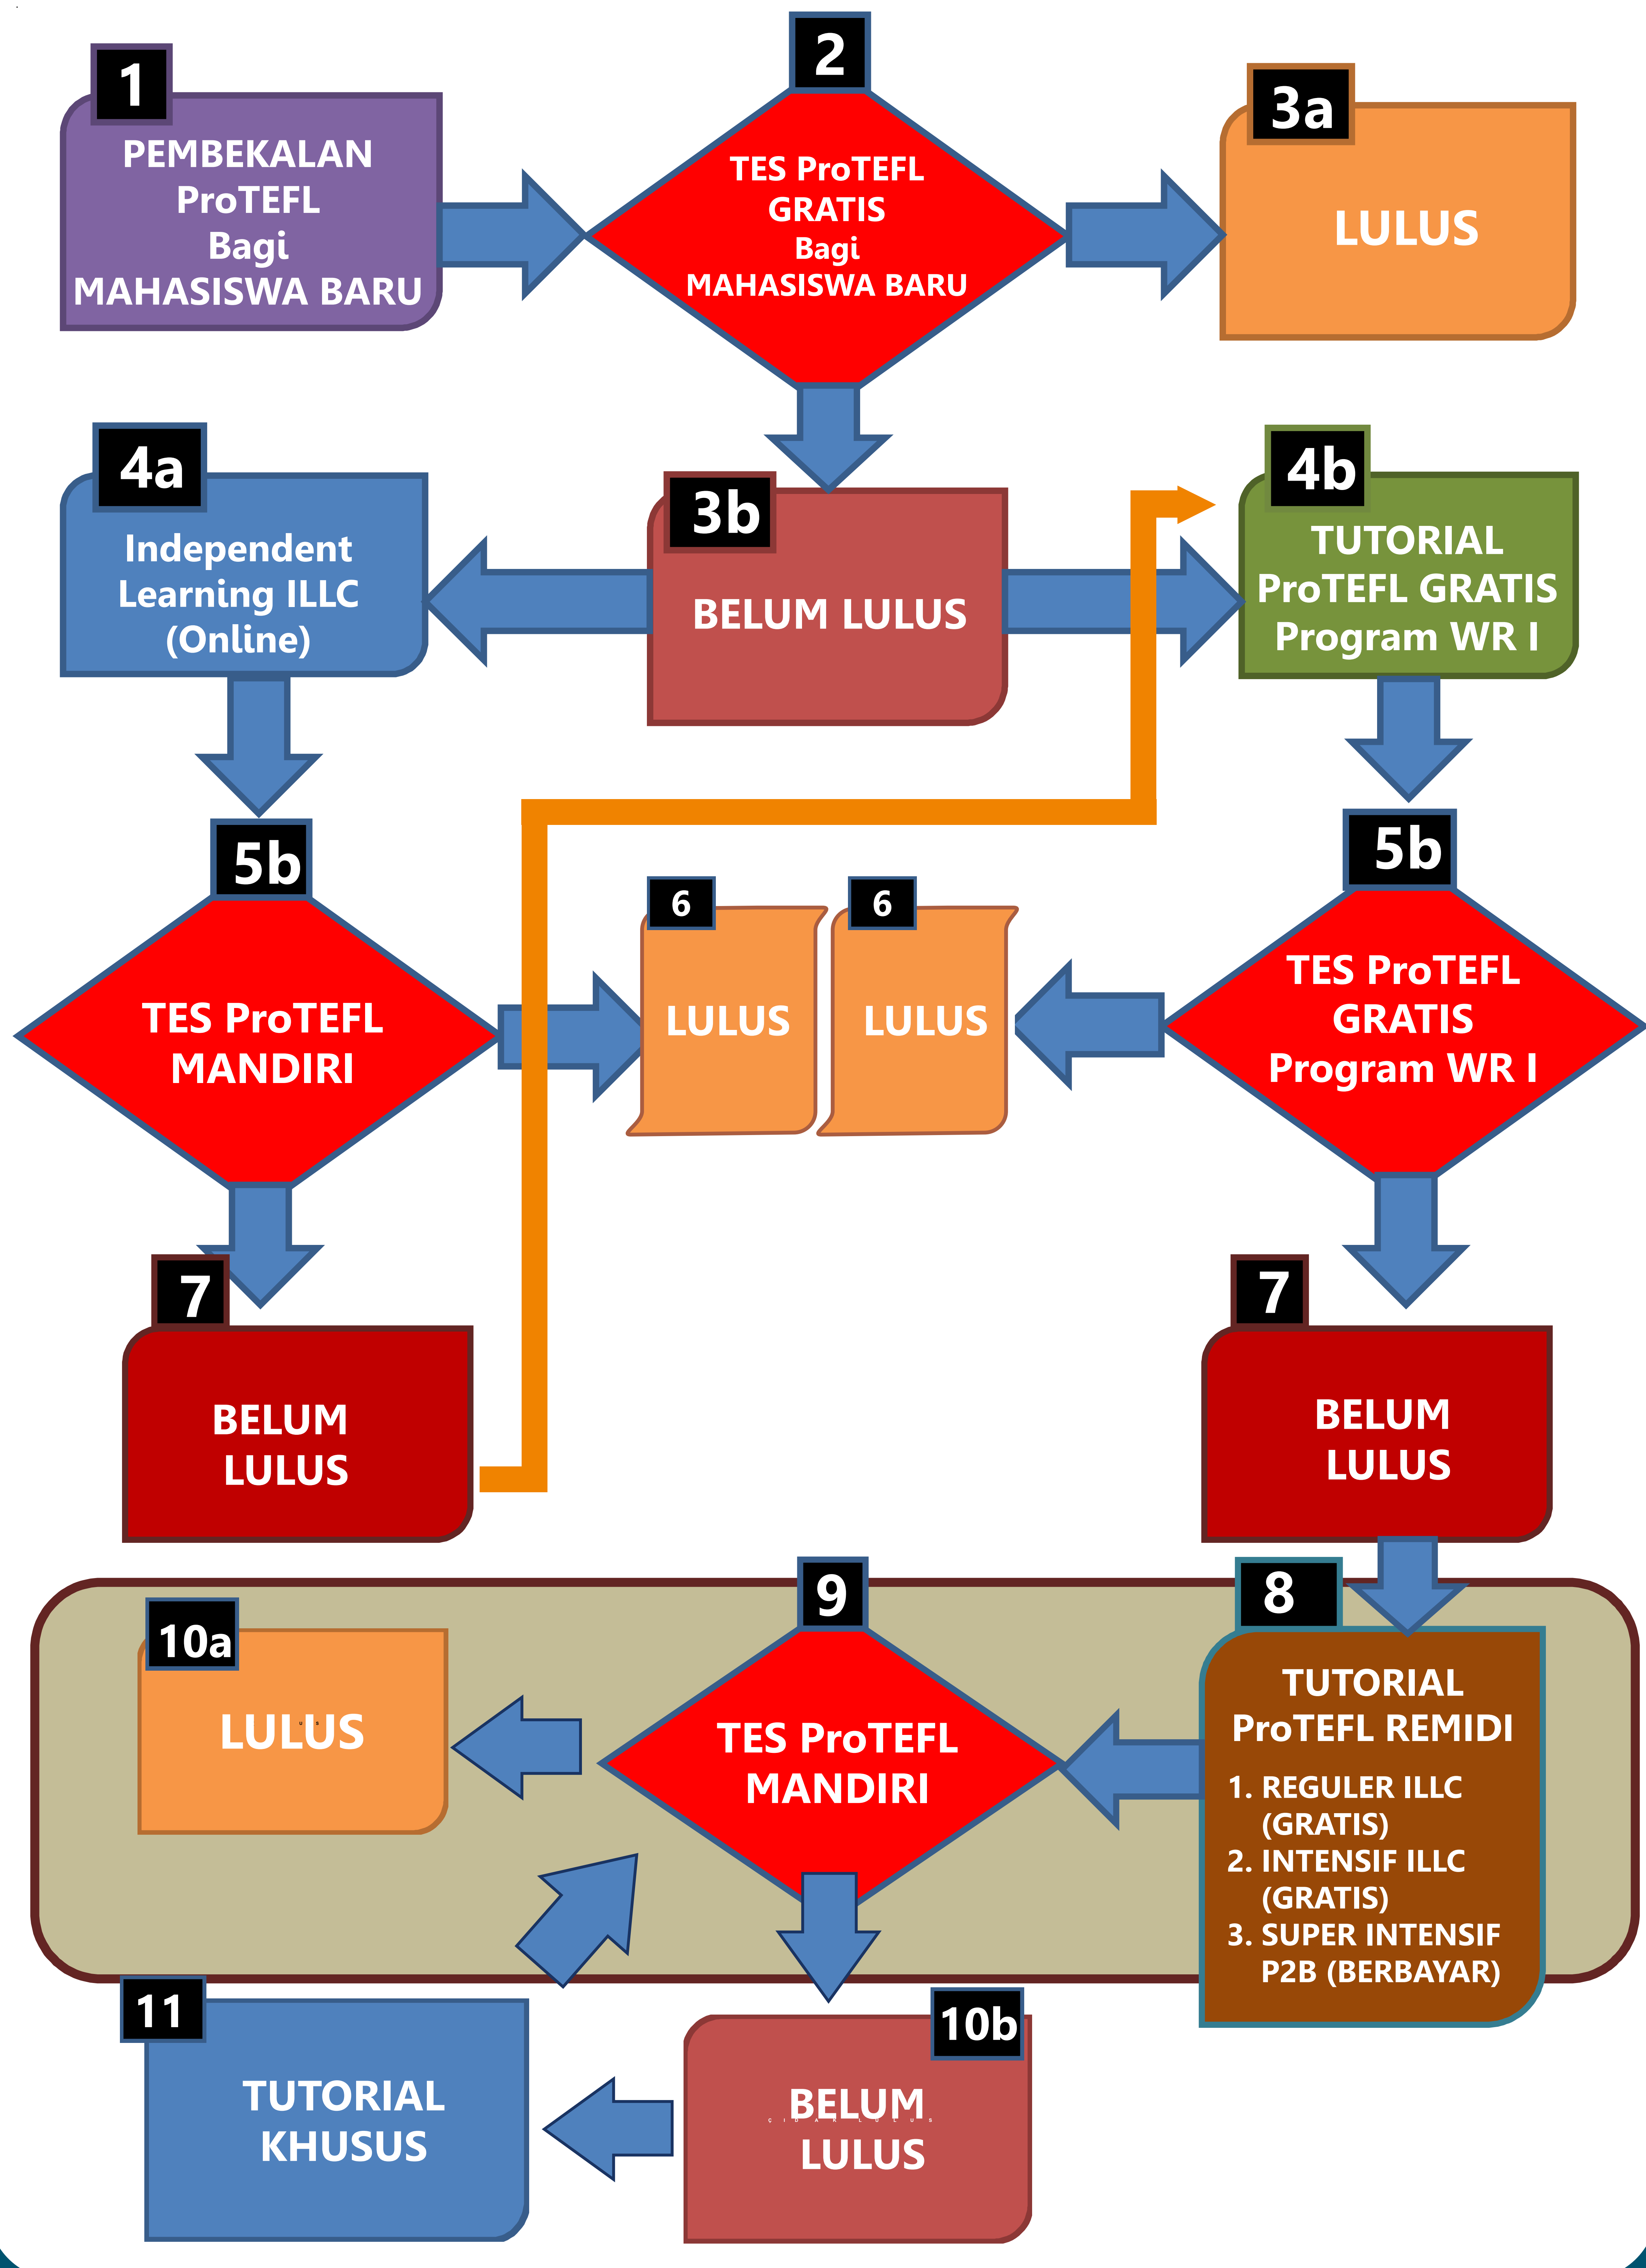 1
PEMBEKALAN
ProTEFL
Bagi
MAHASISWA BARU
2
TES ProTEFL
GRATIS
Bagi
MAHASISWA BARU
3a
LULUS
4a
Independent
Learning ILLC
(Online)
3b
BELUM LULUS
4b
TUTORIAL
ProTEFL GRATIS
Program WR I
5b
TES ProTEFL
MANDIRI
6
LULUS
6
LULUS
5b
TES ProTEFL
GRATIS
Program WR I
7
BELUM
LULUS
7
BELUM
LULUS
8
TUTORIAL
ProTEFL REMIDI
1. REGULER ILLC
(GRATIS)
2. INTENSIF ILLC
(GRATIS)
3. SUPER INTENSIF
P2B (BERBAYAR)
9
TES ProTEFL
MANDIRI
10a
LULUS
10b
BELUM
LULUS
11
TUTORIAL
KHUSUS